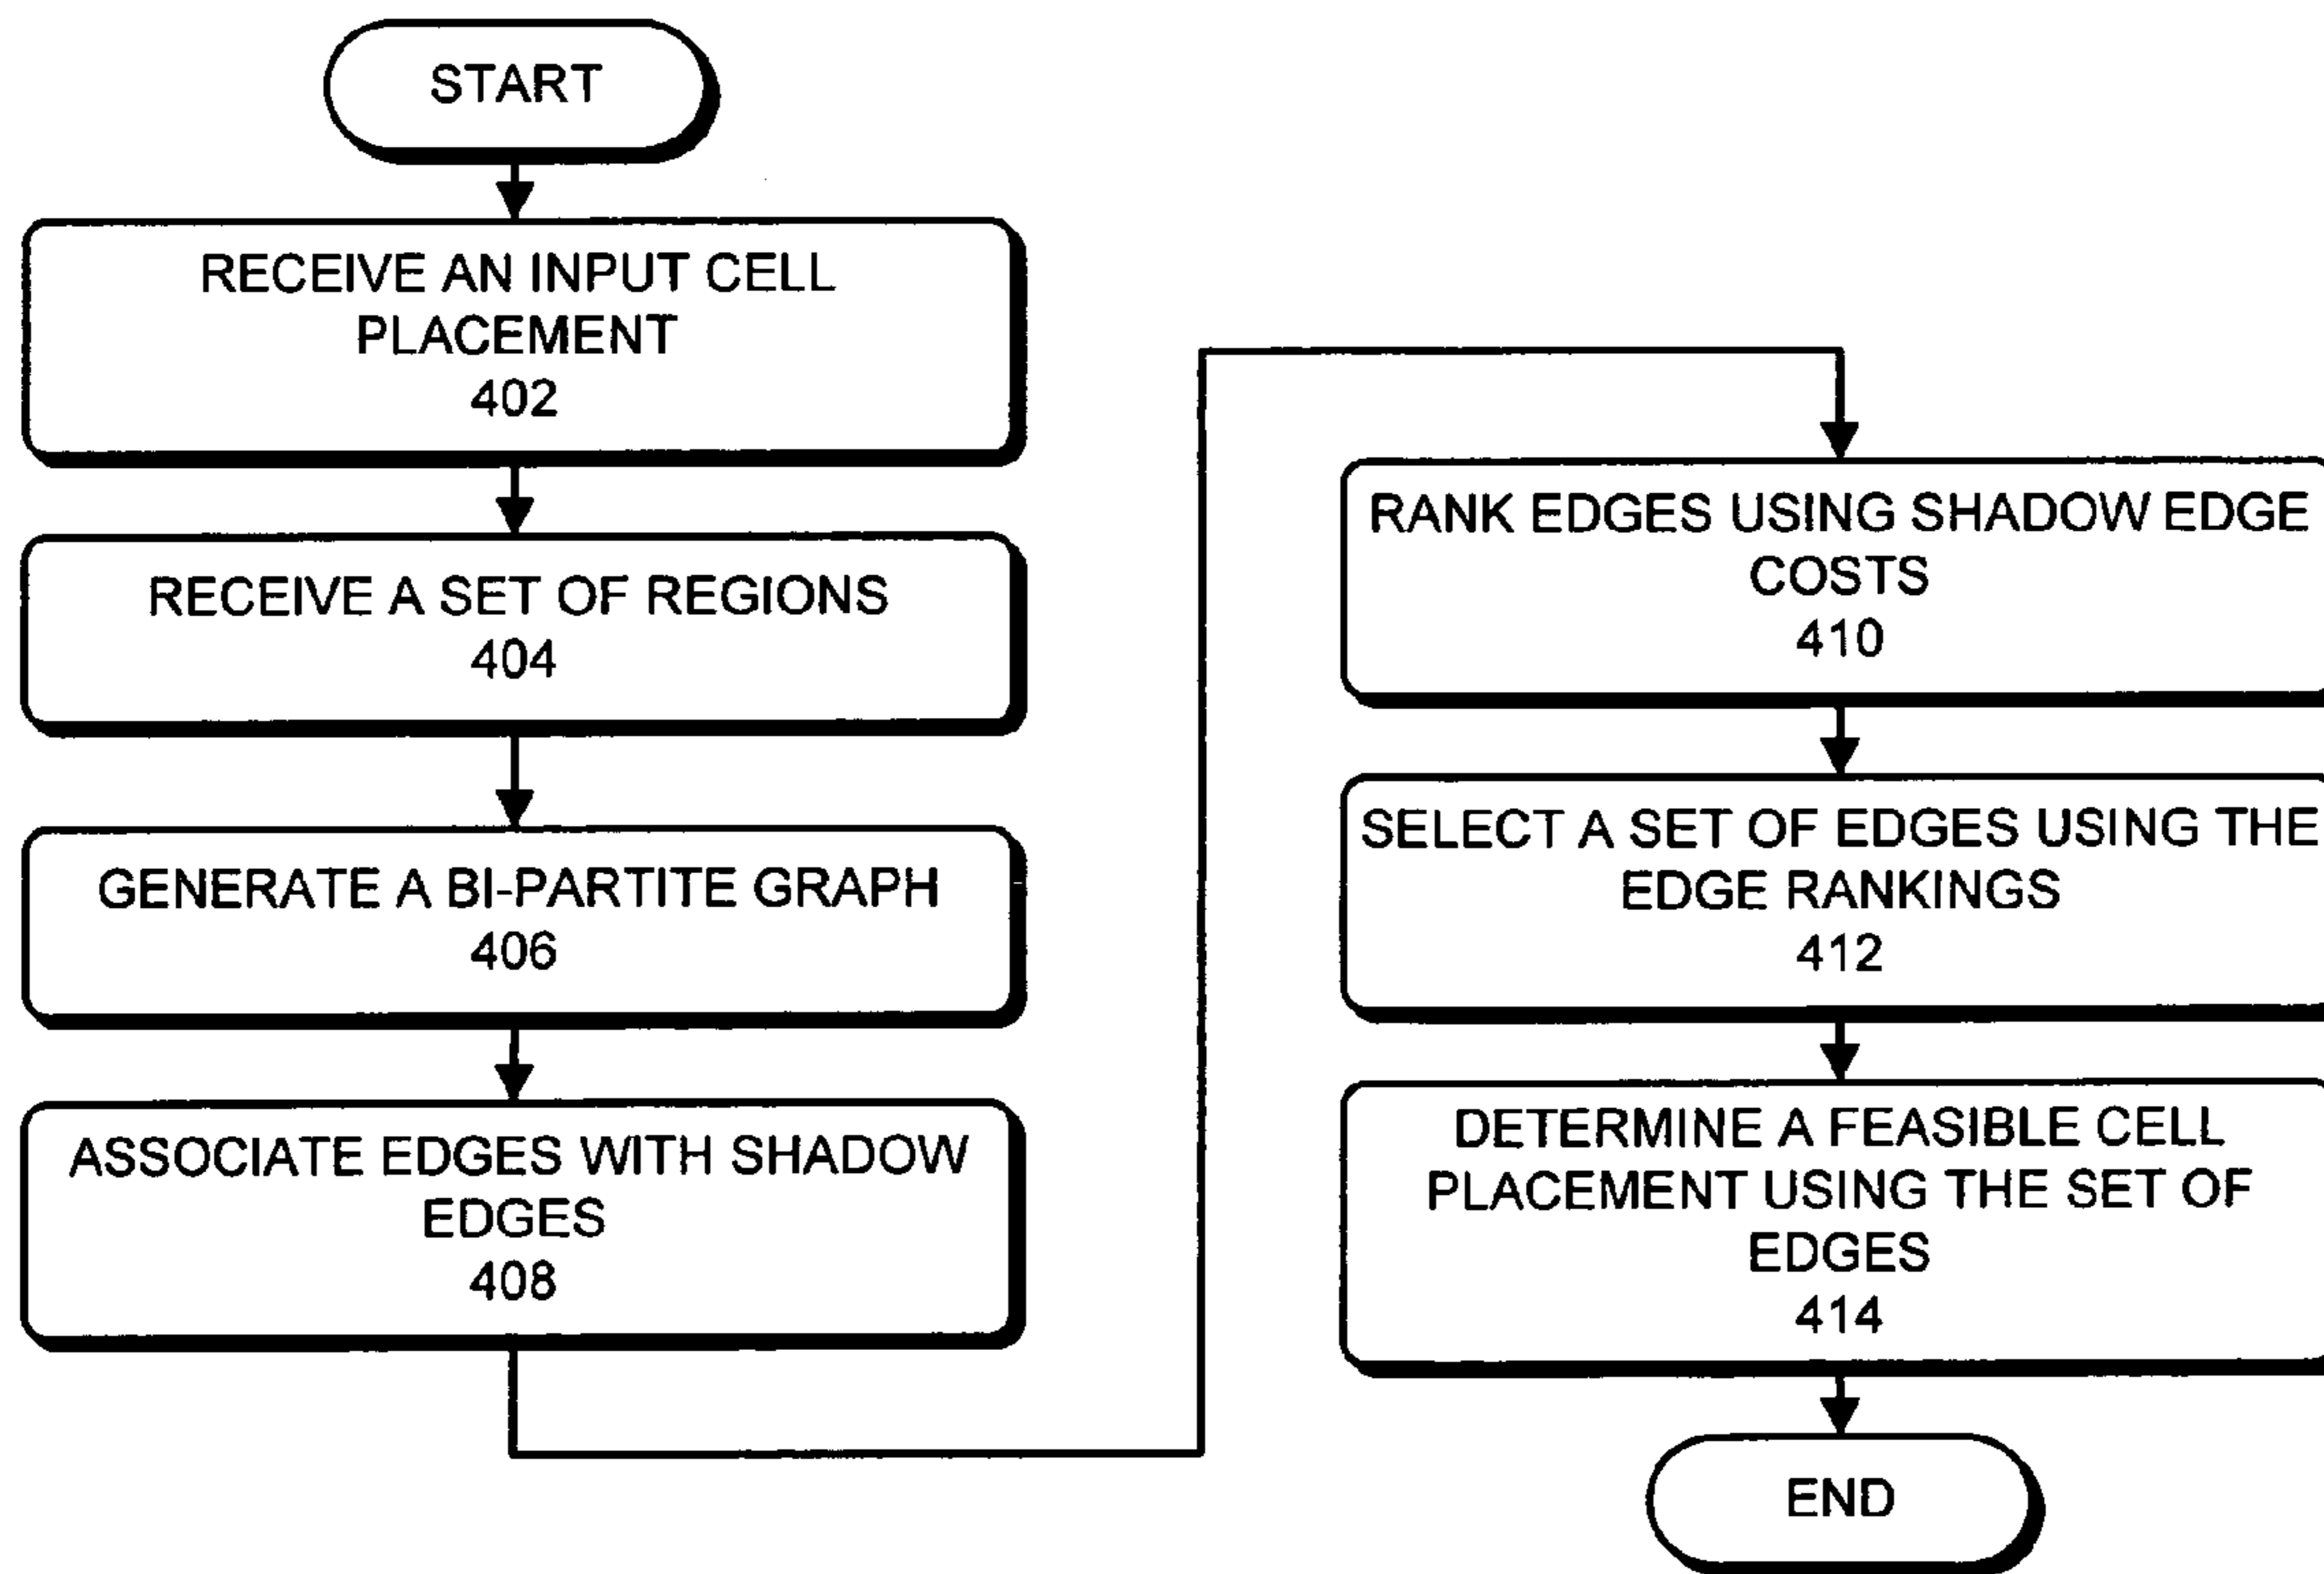 START
RECEIVE AN INPUT CELL
PLACEMENT
402
RECEIVE A SET OF REGIONS
404
GENERATE A BI-PARTITE GRAPH
406
ASSOCIATE EDGES WITH SHADOW
EDGES
408
RANK EDGES USING SHADOW EDGE
COSTS
410
SELECT A SET OF EDGES USING THE
EDGE RANKINGS
412
DETERMINE A FEASIBLE CELL
PLACEMENT USING THE SET OF
EDGES
414
END